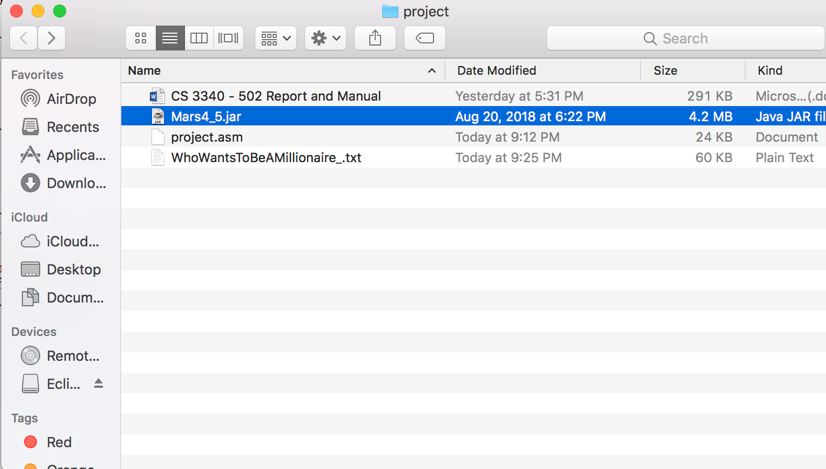 project
Search
Favorites
AirDrop
Recents
Applica...
Downlo...
iCloud
iCloud...
Desktop
Docum...
Devices
Remot...
Ecli...
Tags
Red
Orange
Name Date Modified Size Kind
CS 3340 - 502 Report and Manual Yesterday at 5:31 PM 291 KB Micros...(.do
Mars4_5.jar Aug 20, 2018 at 6:22 PM 4.2 MB Java JAR fil
project.asm Today at 9:12 PM 24 KB Document
WhoWantsToBeAMillionaire_.txt Today at 9:25 PM 60 KB Plain Text